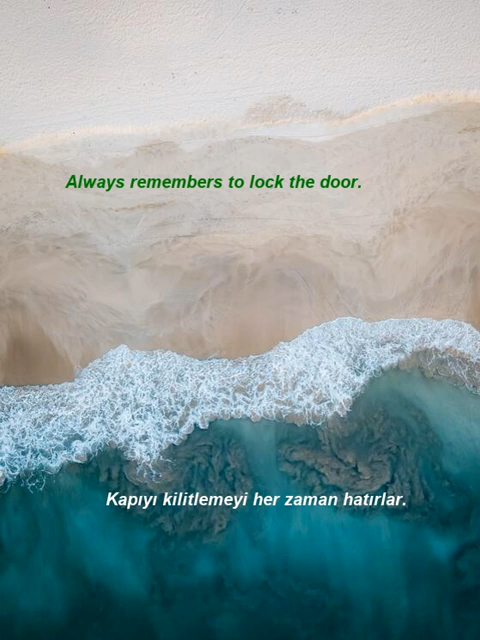 Always remembers to lock the door.
Kapıyı kilitlemeyi her zaman hatırlar.